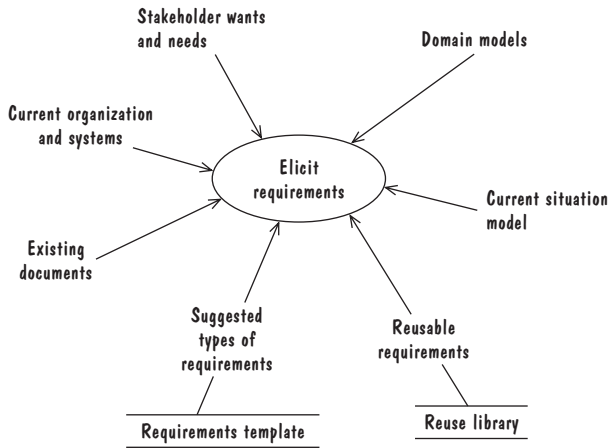 Stakeholder wants
and needs
Domain models
Current organization
and systems
Elicit
requirements
Current situation
model
Existing
documents
Suggested
types of
requirements
Reusable
requirements
Requirements template
Reuse library